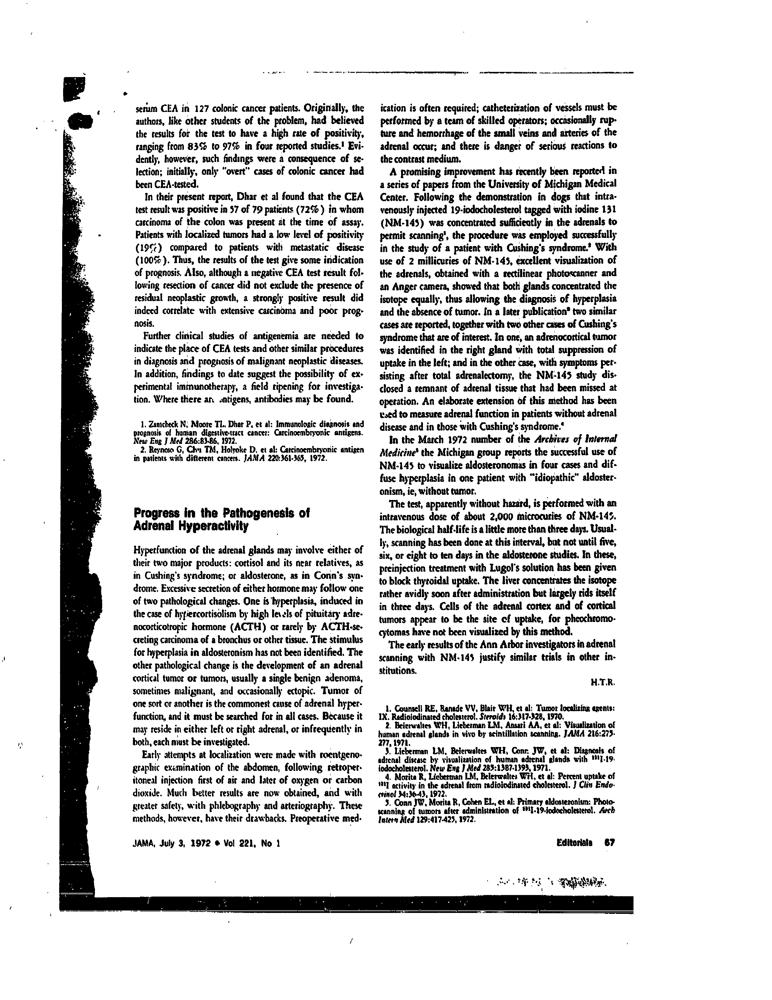 serum CEA in 127 colonic cancer patients. Originally, the
authors, like other students of the problem, had believed
the results for the test to have a high rate of positivity,
ranging from 83% to 97% in four reported studies.¹ Evi-
dently, however, such findings were a consequence of se-
lection; initially, only "overt" cases of colonic cancer had
been CEA-tested.
In their present report, Dhar et al found that the CEA
test result was positive in 57 of 79 patients (72%) in whom
carcinoma of the colon was present at the time of assay.
Patients with localized tumors had a low level of positivity
(19%) compared to patients with metastatic disease
(100%). Thus, the results of the test give some indication
of prognosis. Also, although a negative CEA test result fol-
lowing resection of cancer did not exclude the presence of
residual neoplastic growth, a strongly positive result did
indeed correlate with extensive carcinoma and poor prog-
nosis.
Further clinical studies of antigenemia are needed to
indicate the place of CEA tests and other similar procedures
in diagnosis and prognosis of malignant neoplastic diseases.
In addition, findings to date suggest the possibility of ex-
perimental immunotherapy, a field ripening for investiga-
tion. Where there are antigens, antibodies may be found.
1. Zamcheck N, Moore TL, Dhar P, et al: Immunologic diagnosis and
prognosis of human digestive-tract cancer: Carcinoembryonic antigens.
New Eng J Med 286:83-86, 1972.
2. Reynoso G, Chu TM, Holyoke D, et al: Carcinoembryonic antigen
in patients with different cancers. JAMA 220:361-365, 1972.
Progress in the Pathogenesis of
Adrenal Hyperactivity
Hyperfunction of the adrenal glands may involve either of
their two major products: cortisol and its near relatives, as
in Cushing's syndrome; or aldosterone, as in Conn's syn-
drome. Excessive secretion of either hormone may follow one
of two pathological changes. One is hyperplasia, induced in
the case of hypercortisolism by high levels of pituitary adre-
nocorticotropic hormone (ACTH) or rarely by ACTH-se-
creting carcinoma of a bronchus or other tissue. The stimulus
for hyperplasia in aldosteronism has not been identified. The
other pathological change is the development of an adrenal
cortical tumor or tumors, usually a single benign adenoma,
sometimes malignant, and occasionally ectopic. Tumor of
one sort or another is the commonest cause of adrenal hyper-
function, and it must be searched for in all cases. Because it
may reside in either left or right adrenal, or infrequently in
both, each must be investigated.
Early attempts at localization were made with roentgeno-
graphic examination of the abdomen, following retroper-
itoneal injection first of air and later of oxygen or carbon
dioxide. Much better results are now obtained, and with
greater safety, with phlebography and arteriography. These
methods, however, have their drawbacks. Preoperative med-
ication is often required; catheterization of vessels must be
performed by a team of skilled operators; occasionally rup-
ture and hemorrhage of the small veins and arteries of the
adrenal occur; and there is danger of serious reactions to
the contrast medium.
A promising improvement has recently been reported in
a series of papers from the University of Michigan Medical
Center. Following the demonstration in dogs that intra-
venously injected 19-iodocholesterol tagged with iodine 131
(NM-145) was concentrated sufficiently in the adrenals to
permit scanning¹, the procedure was employed successfully
in the study of a patient with Cushing's syndrome.² With
use of 2 millicuries of NM-145, excellent visualization of
the adrenals, obtained with a rectilinear photoscanner and
an Anger camera, showed that both glands concentrated the
isotope equally, thus allowing the diagnosis of hyperplasia
and the absence of tumor. In a later publication³ two similar
cases are reported, together with two other cases of Cushing's
syndrome that are of interest. In one, an adrenocortical tumor
was identified in the right gland with total suppression of
uptake in the left; and in the other case, with symptoms per-
sisting after total adrenalectomy, the NM-145 study dis-
closed a remnant of adrenal tissue that had been missed at
operation. An elaborate extension of this method has been
used to measure adrenal function in patients without adrenal
disease and in those with Cushing's syndrome.⁴
In the March 1972 number of the Archives of Internal
Medicine⁵ the Michigan group reports the successful use of
NM-145 to visualize aldosteronomas in four cases and dif-
fuse hyperplasia in one patient with "idiopathic" aldoster-
onism, ie, without tumor.
The test, apparently without hazard, is performed with an
intravenous dose of about 2,000 microcuries of NM-145.
The biological half-life is a little more than three days. Usual-
ly, scanning has been done at this interval, but not until five,
six, or eight to ten days in the aldosterone studies. In these,
preinjection treatment with Lugol's solution has been given
to block thyroidal uptake. The liver concentrates the isotope
rather avidly soon after administration but largely rids itself
in three days. Cells of the adrenal cortex and of cortical
tumors appear to be the site of uptake, for pheochromo-
cytomas have not been visualized by this method.
The early results of the Ann Arbor investigators in adrenal
scanning with NM-145 justify similar trials in other in-
stitutions.
H.T.R.
1. Counsell RE, Ranade VV, Blair WH, et al: Tumor localizing agents:
IX. Radioiodinated cholesterol. Steroids 16:317-328, 1970.
2. Beierwaltes WH, Lieberman LM, Ansari AA, et al: Visualization of
human adrenal glands in vivo by scintillation scanning. JAMA 216:275-
277, 1971.
3. Lieberman LM, Beierwaltes WH, Conn JW, et al: Diagnosis of
adrenal disease by visualization of human adrenal glands with ¹³¹I-19-
iodocholesterol. New Eng J Med 285:1387-1393, 1971.
4. Morita R, Lieberman LM, Beierwaltes WH, et al: Percent uptake of
¹³¹I activity in the adrenal from radioiodinated cholesterol. J Clin Endo-
crinol 34:36-43, 1972.
5. Conn JW, Morita R, Cohen EL, et al: Primary aldosteronism: Photo-
scanning of tumors after administration of ¹³¹I-19-iodocholesterol. Arch
Intern Med 129:417-425, 1972.
JAMA, July 3, 1972 • Vol 221, No 1
Editorials 67